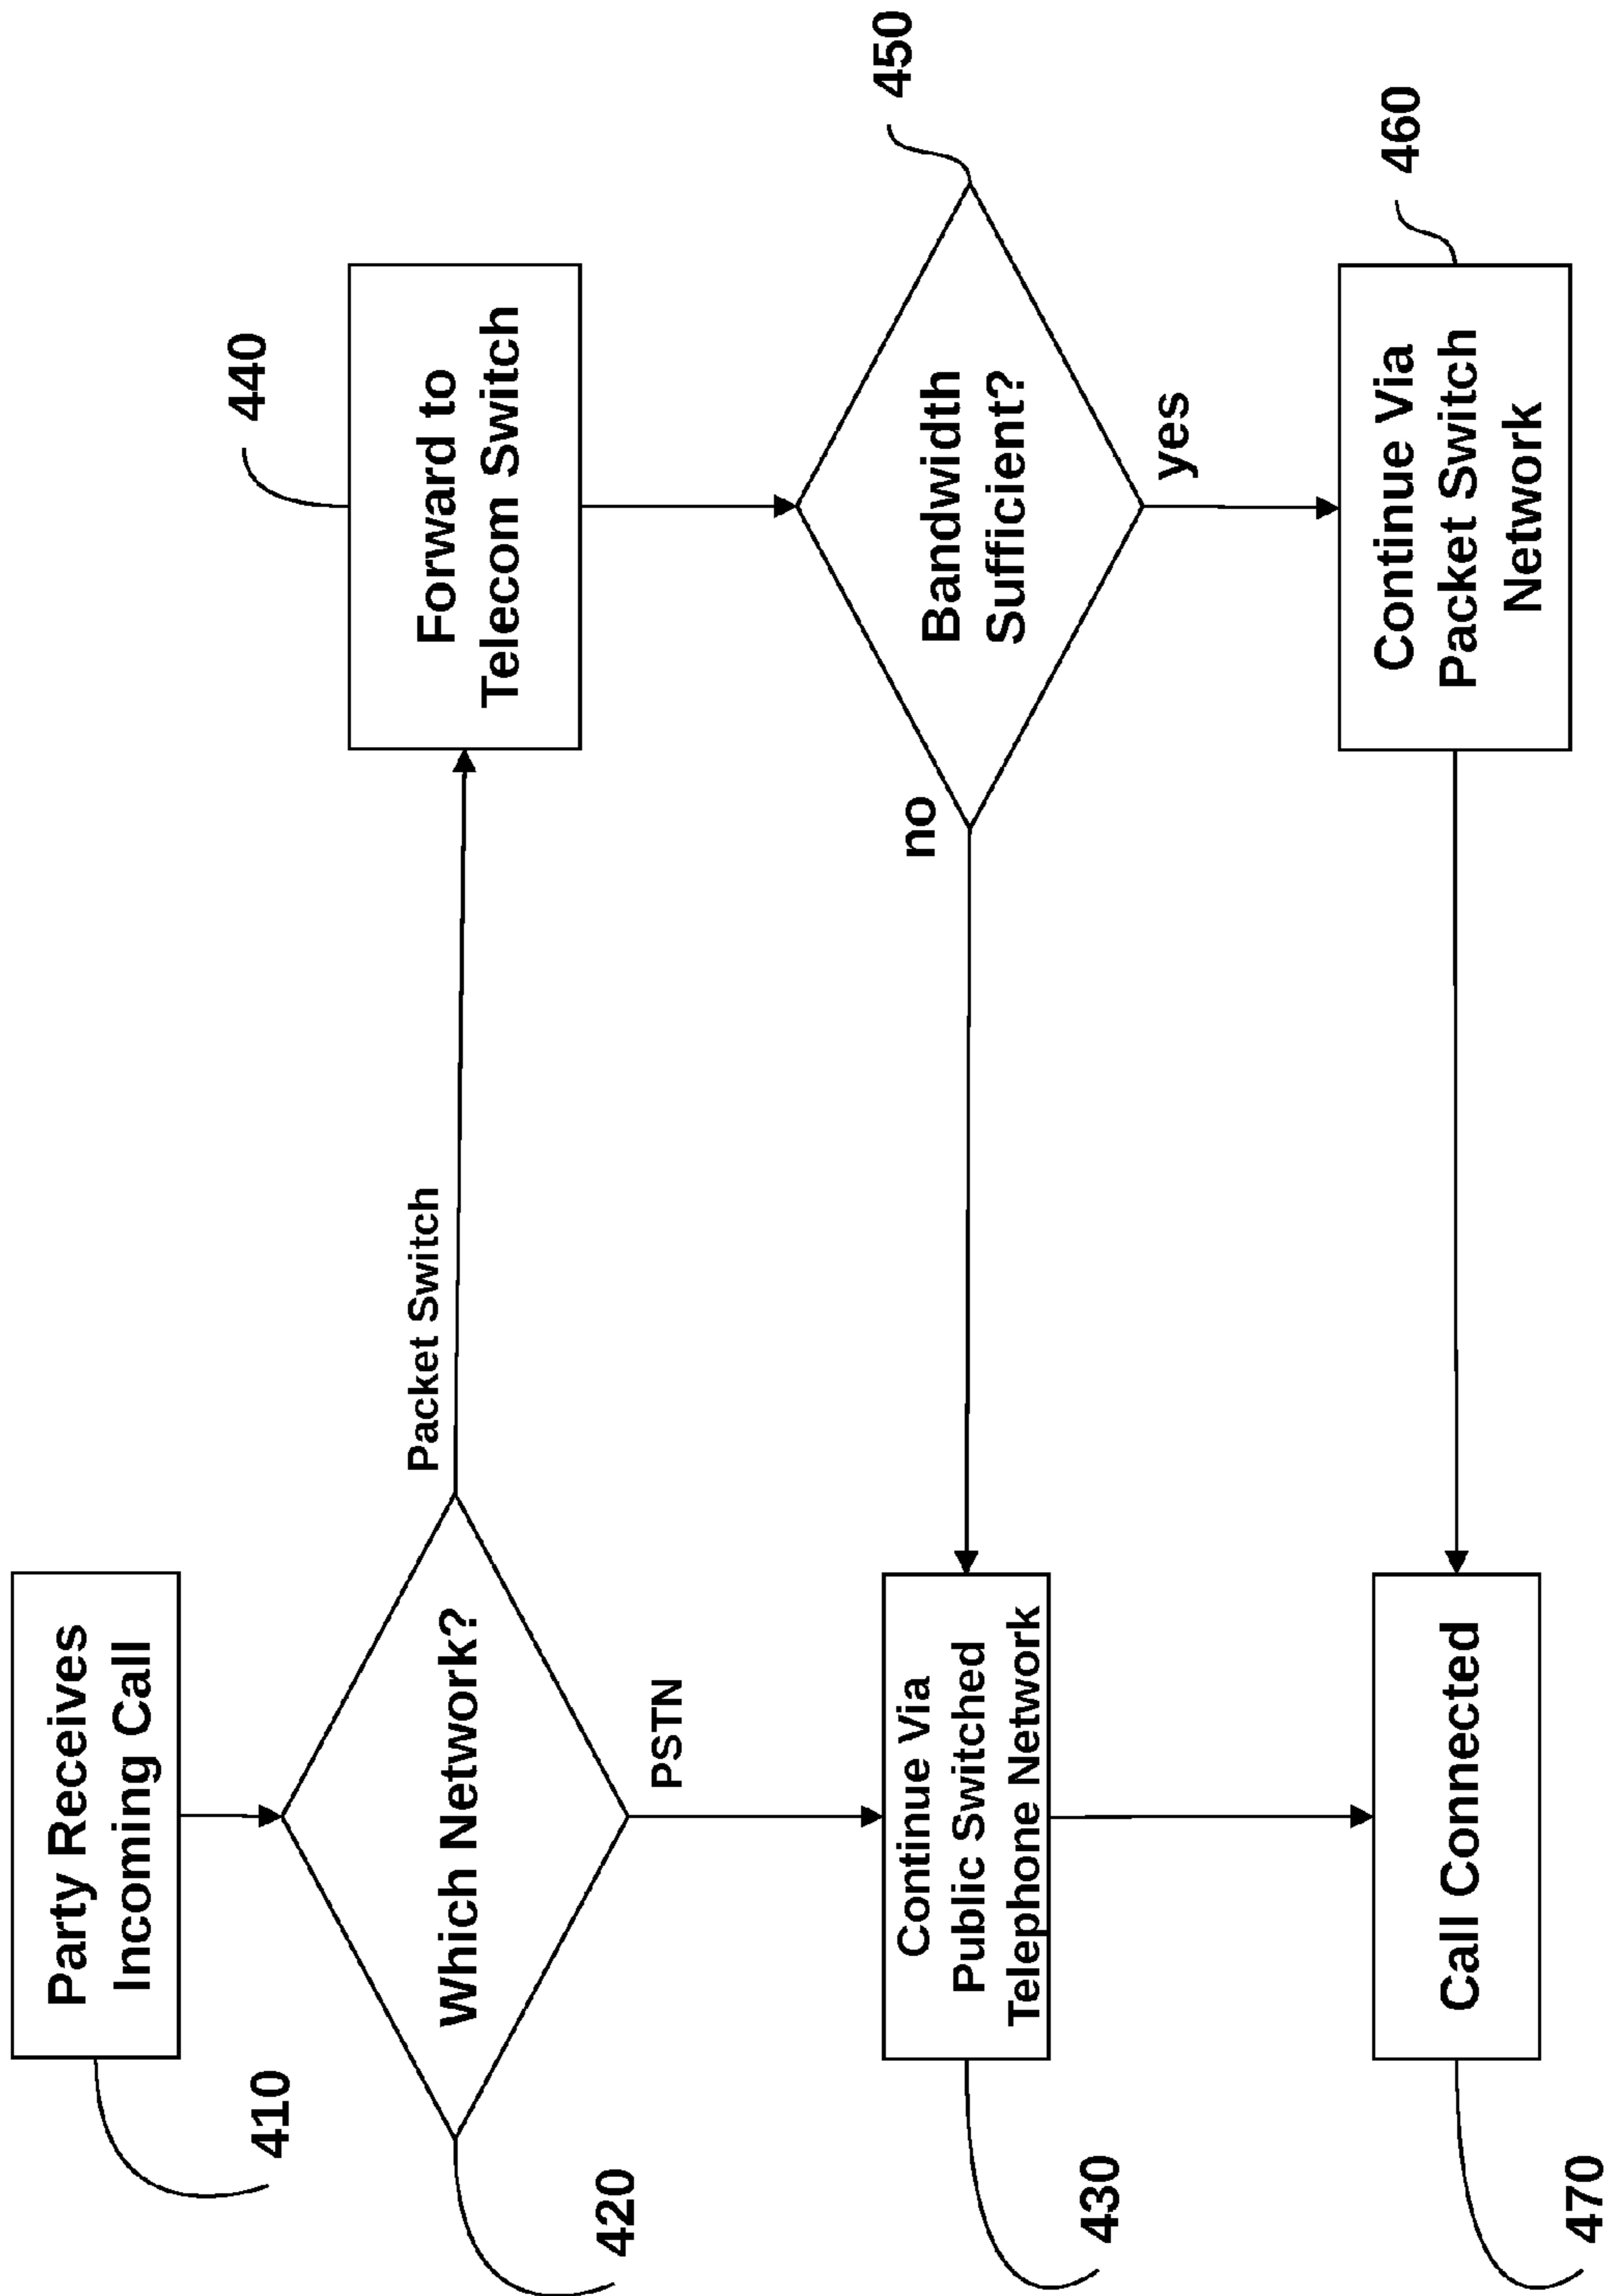 Party Receives
Incoming Call
410
Which Network?
420
Packet Switch
PSTN
Forward to
Telecom Switch
440
Bandwidth
Sufficient?
450
no
yes
Continue Via
Public Switched
Telephone Network
430
Continue Via
Packet Switch
Network
460
Call Connected
470